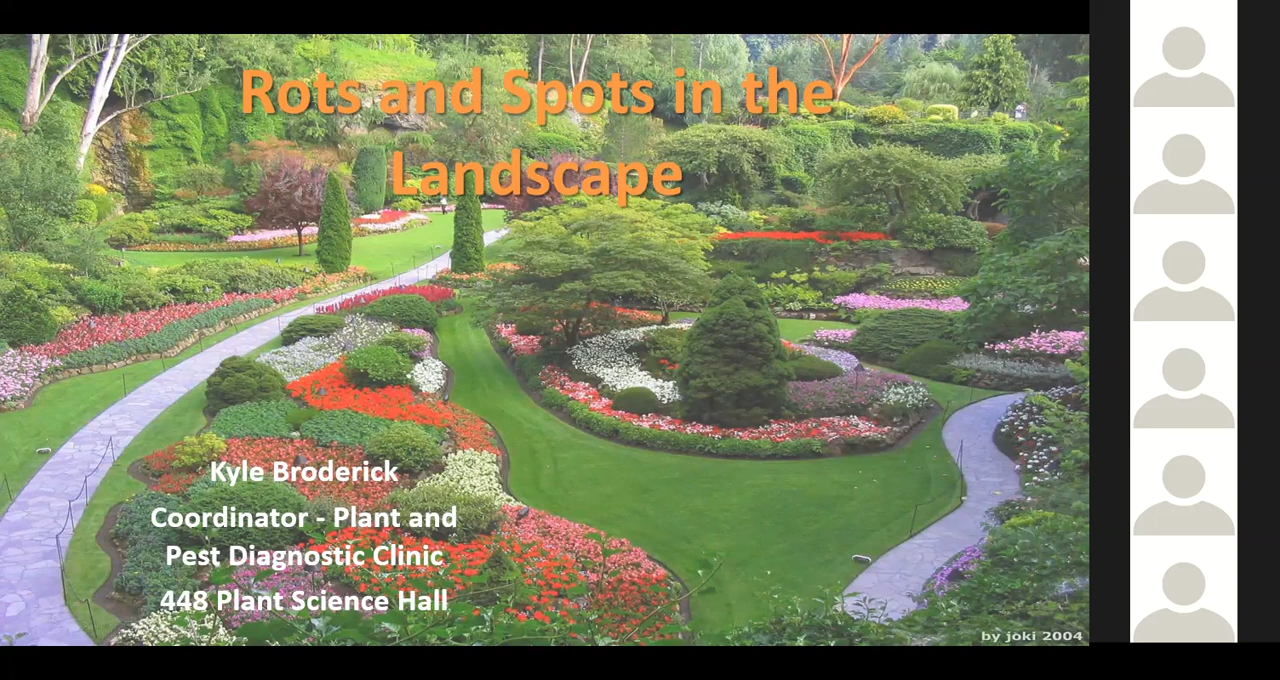 Rots and Spots in the
Landscape
Kyle Broderick
Coordinator - Plant and
Pest Diagnostic Clinic
448 Plant Science Hall
by joki 2004